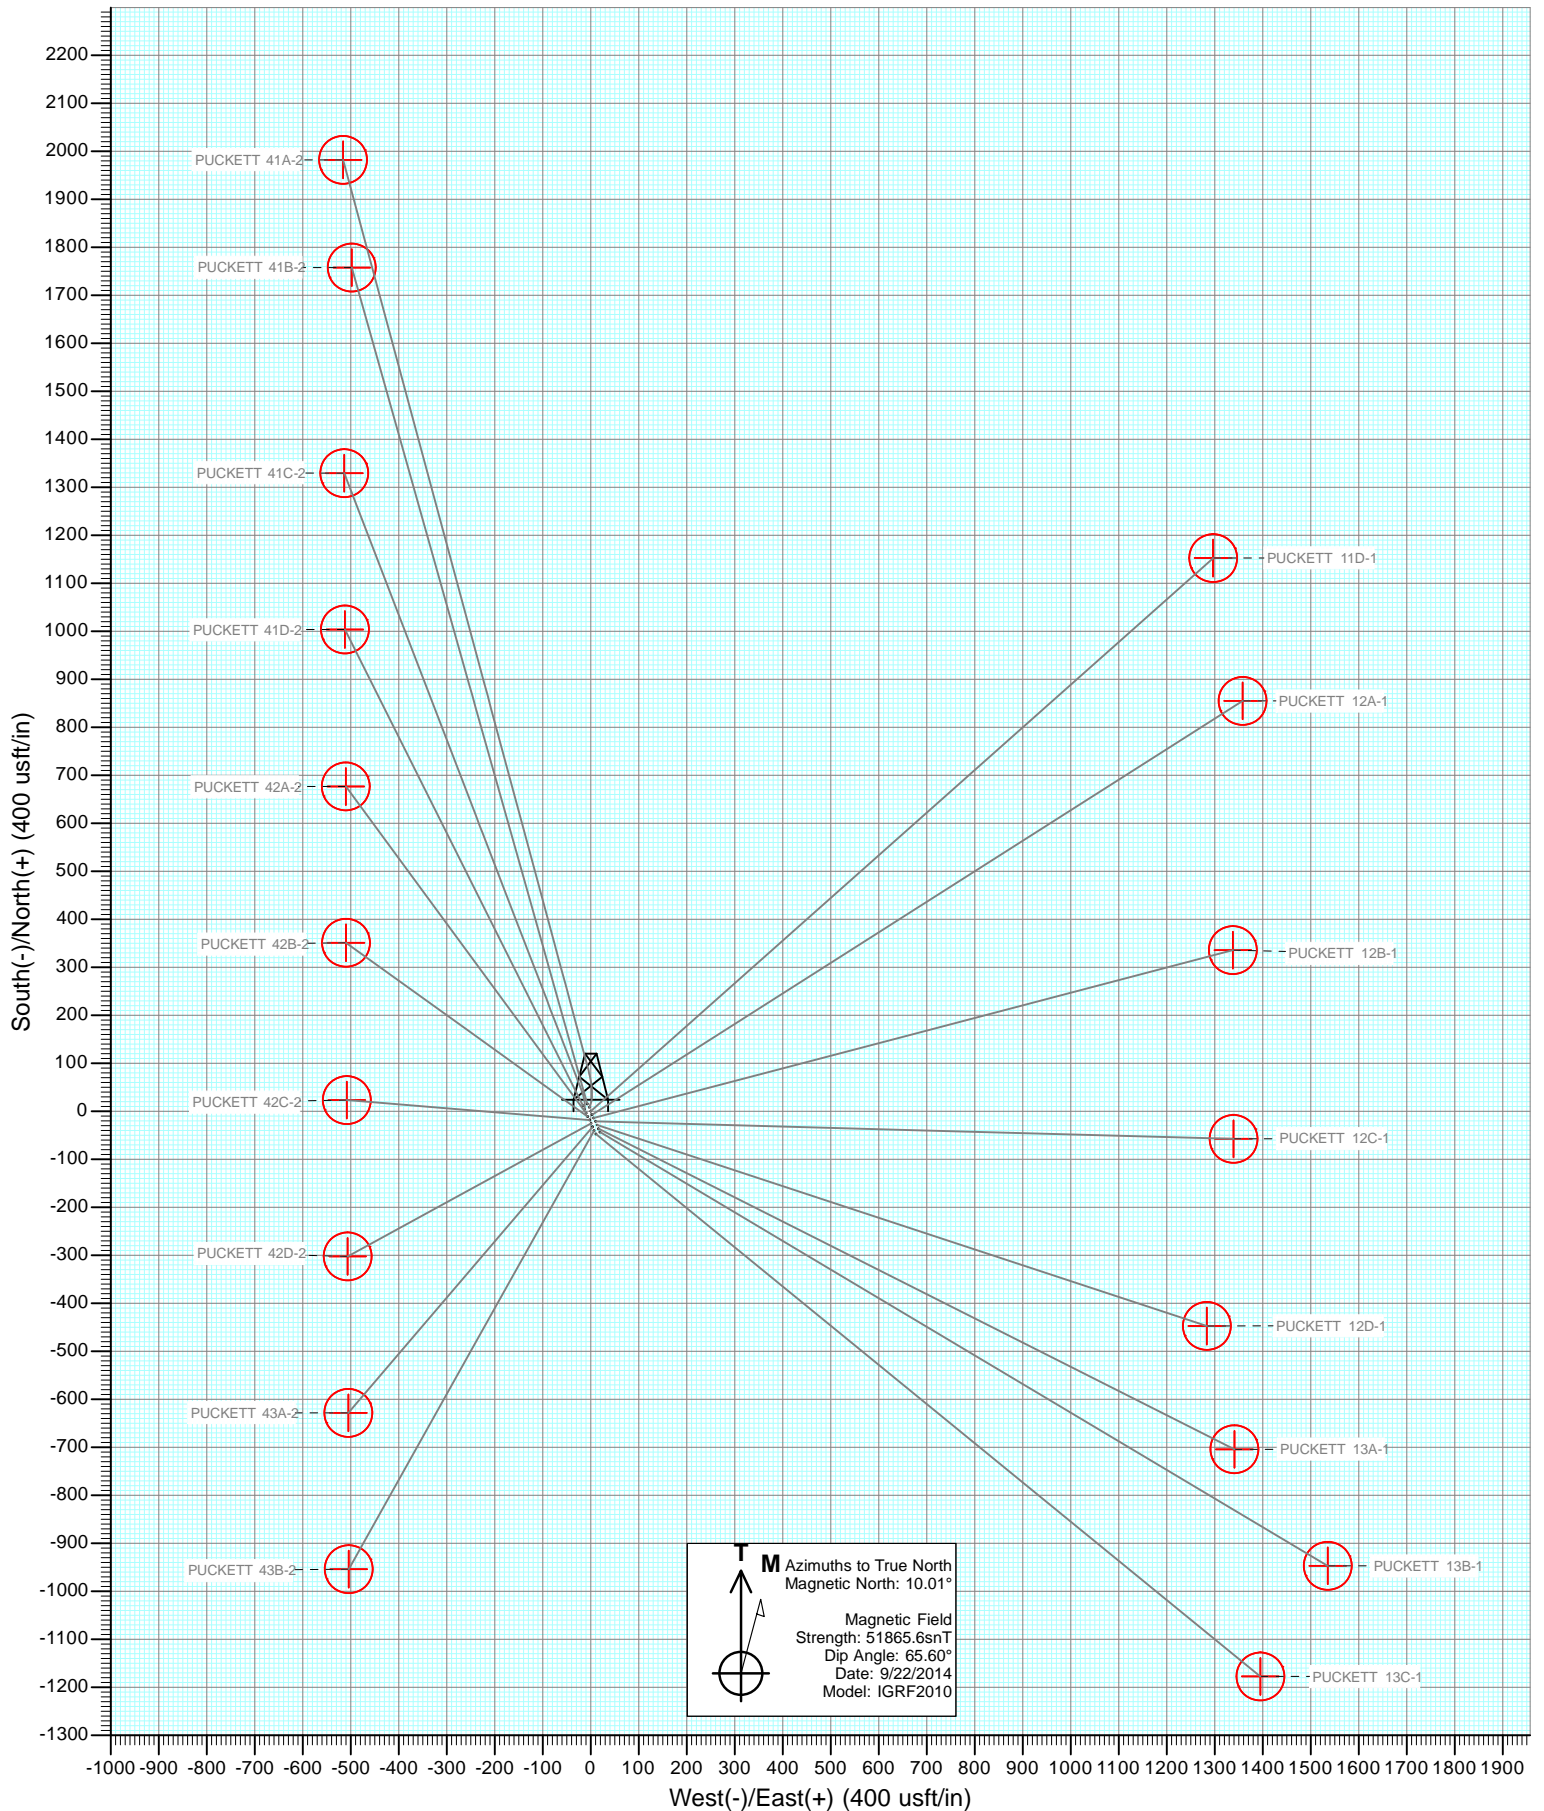 2200
2100
2000
1900
1800
1700
1600
1500
1400
1300
1200
1100
1000
900
800
700
600
500
400
300
200
100
0
-100
-200
-300
-400
-500
-600
-700
-800
-900
-1000
-1100
-1200
-1300
South(-)/North(+) (400 usft/in)
PUCKETT 41A-2
PUCKETT 41B-2
PUCKETT 41C-2
PUCKETT 11D-1
PUCKETT 41D-2
PUCKETT 12A-1
PUCKETT 42A-2
PUCKETT 42B-2
PUCKETT 12B-1
PUCKETT 42C-2
PUCKETT 12C-1
PUCKETT 42D-2
PUCKETT 12D-1
PUCKETT 43A-2
PUCKETT 13A-1
PUCKETT 43B-2
PUCKETT 13B-1
PUCKETT 13C-1
T M Azimuths to True North
Magnetic North: 10.01°
Magnetic Field
Strength: 51865.6snT
Dip Angle: 65.60°
Date: 9/22/2014
Model: IGRF2010
-1000 -900 -800 -700 -600 -500 -400 -300 -200 -100 0 100 200 300 400 500 600 700 800 900 1000 1100 1200 1300 1400 1500 1600 1700 1800 1900
West(-)/East(+) (400 usft/in)